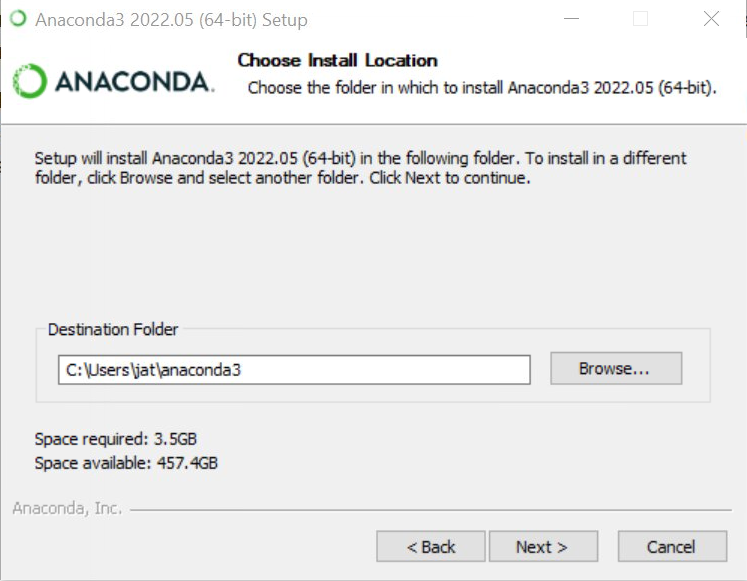 Anaconda3 2022.05 (64-bit) Setup
Choose Install Location
ANACONDA.
Choose the folder in which to install Anaconda3 2022.05 (64-bit).
Setup will install Anaconda3 2022.05 (64-bit) in the following folder. To install in a different
folder, click Browse and select another folder. Click Next to continue.
Destination Folder
C:\Users\jat\anaconda3
Browse...
Space required: 3.5GB
Space available: 457.4GB
Anaconda, Inc.
< Back
Next >
Cancel